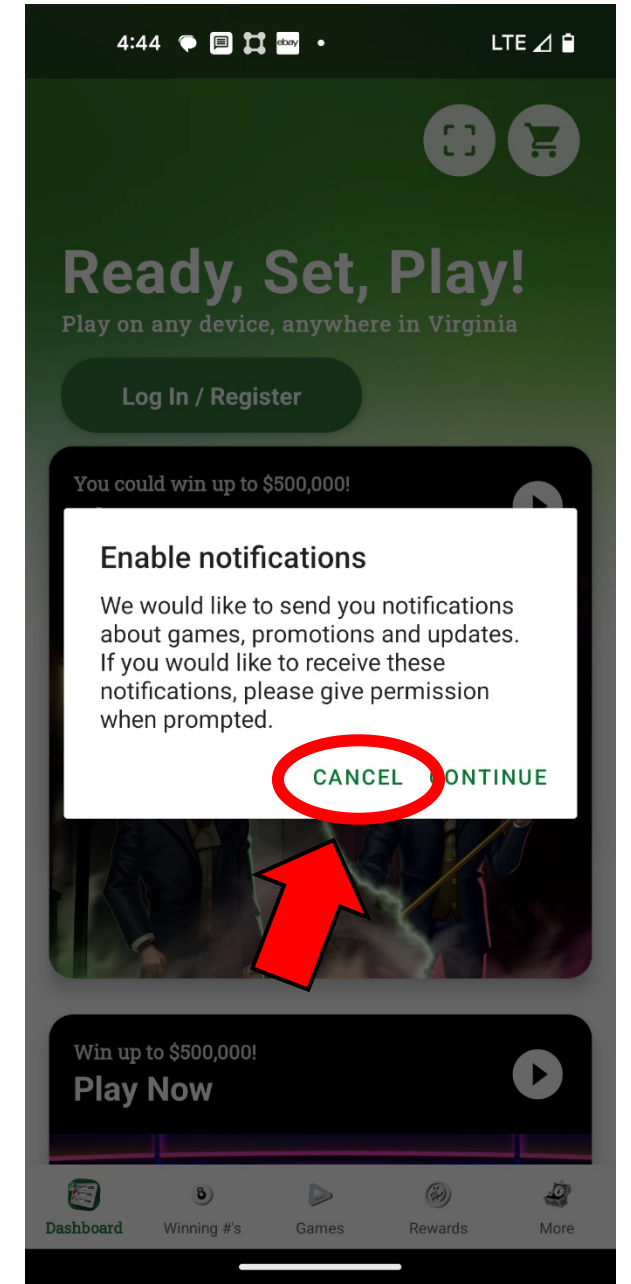 4:44 ebay • LTE
Ready, Set, Play!
Play on any device, anywhere in Virginia
Log In / Register
You could win up to $500,000!
Enable notifications
We would like to send you notifications
about games, promotions and updates.
If you would like to receive these
notifications, please give permission
when prompted.
CANCEL CONTINUE
Win up to $500,000!
Play Now
8
Dashboard Winning #'s Games Rewards More